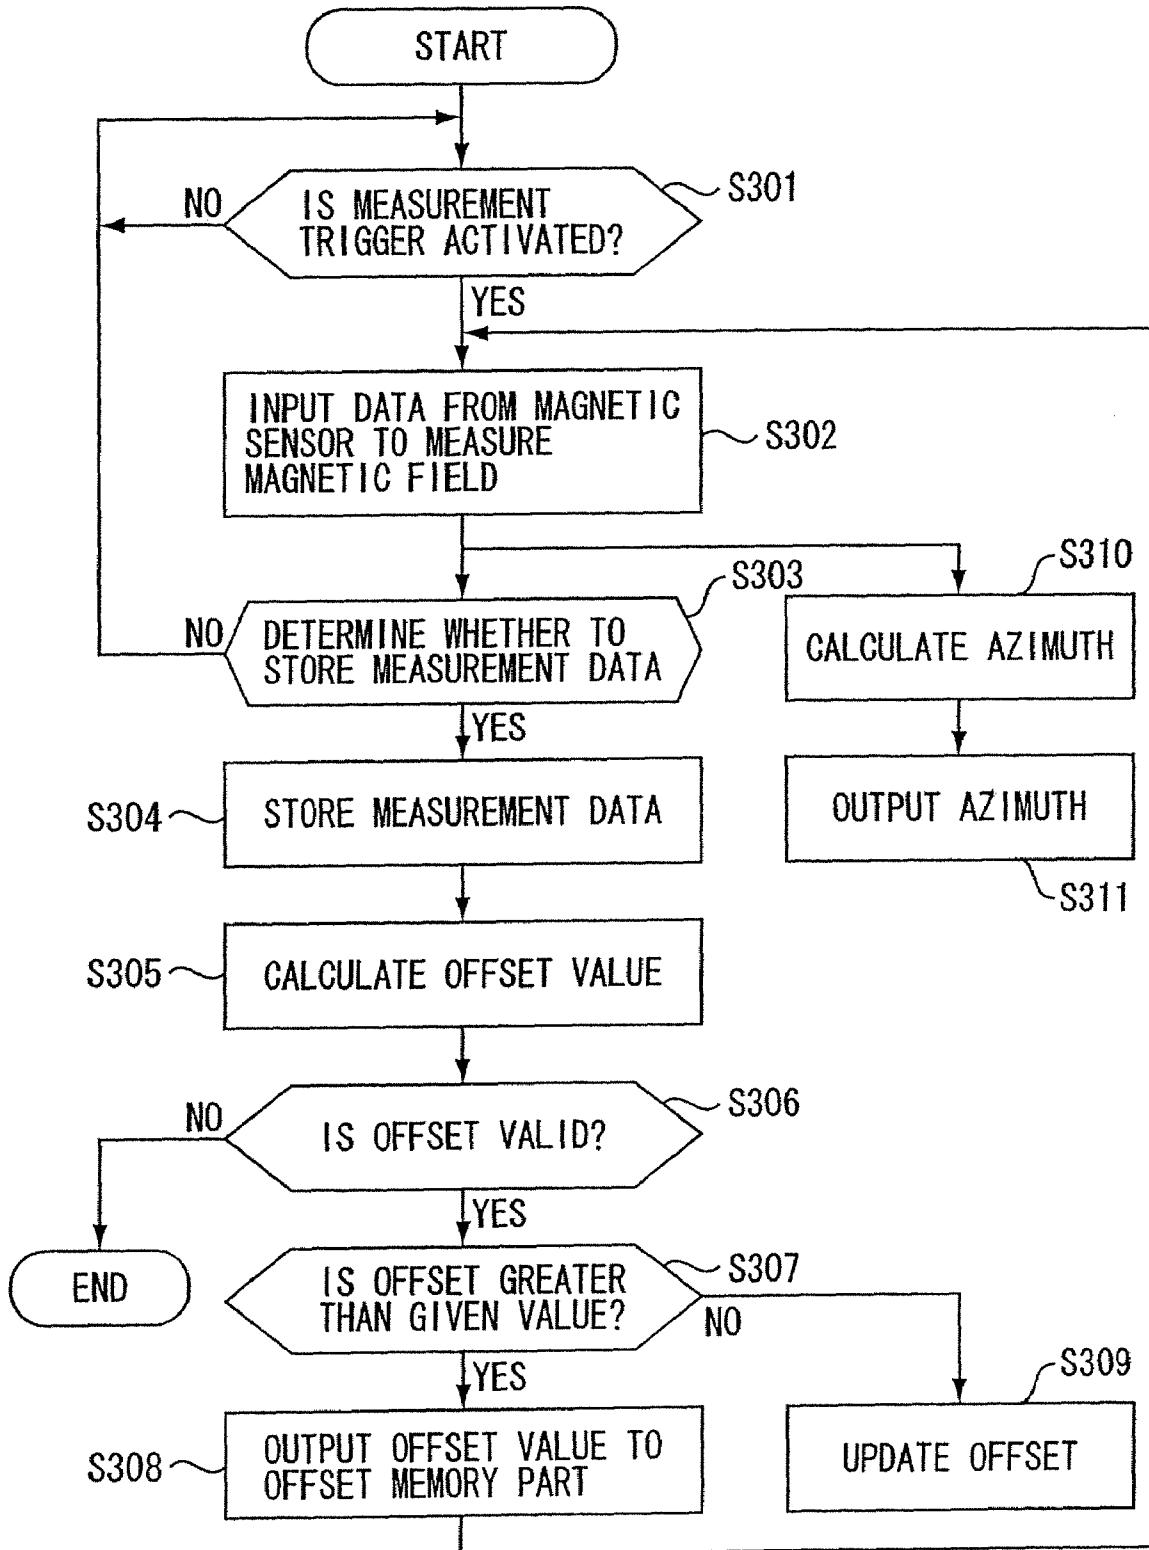 START
S301
NO
IS MEASUREMENT
TRIGGER ACTIVATED?
YES
INPUT DATA FROM MAGNETIC
SENSOR TO MEASURE
MAGNETIC FIELD
S302
S303
S310
NO
DETERMINE WHETHER TO
STORE MEASUREMENT DATA
CALCULATE AZIMUTH
YES
S304
STORE MEASUREMENT DATA
OUTPUT AZIMUTH
S311
S305
CALCULATE OFFSET VALUE
S306
NO
IS OFFSET VALID?
YES
S307
END
IS OFFSET GREATER
THAN GIVEN VALUE?
NO
YES
S309
S308
OUTPUT OFFSET VALUE TO
OFFSET MEMORY PART
UPDATE OFFSET